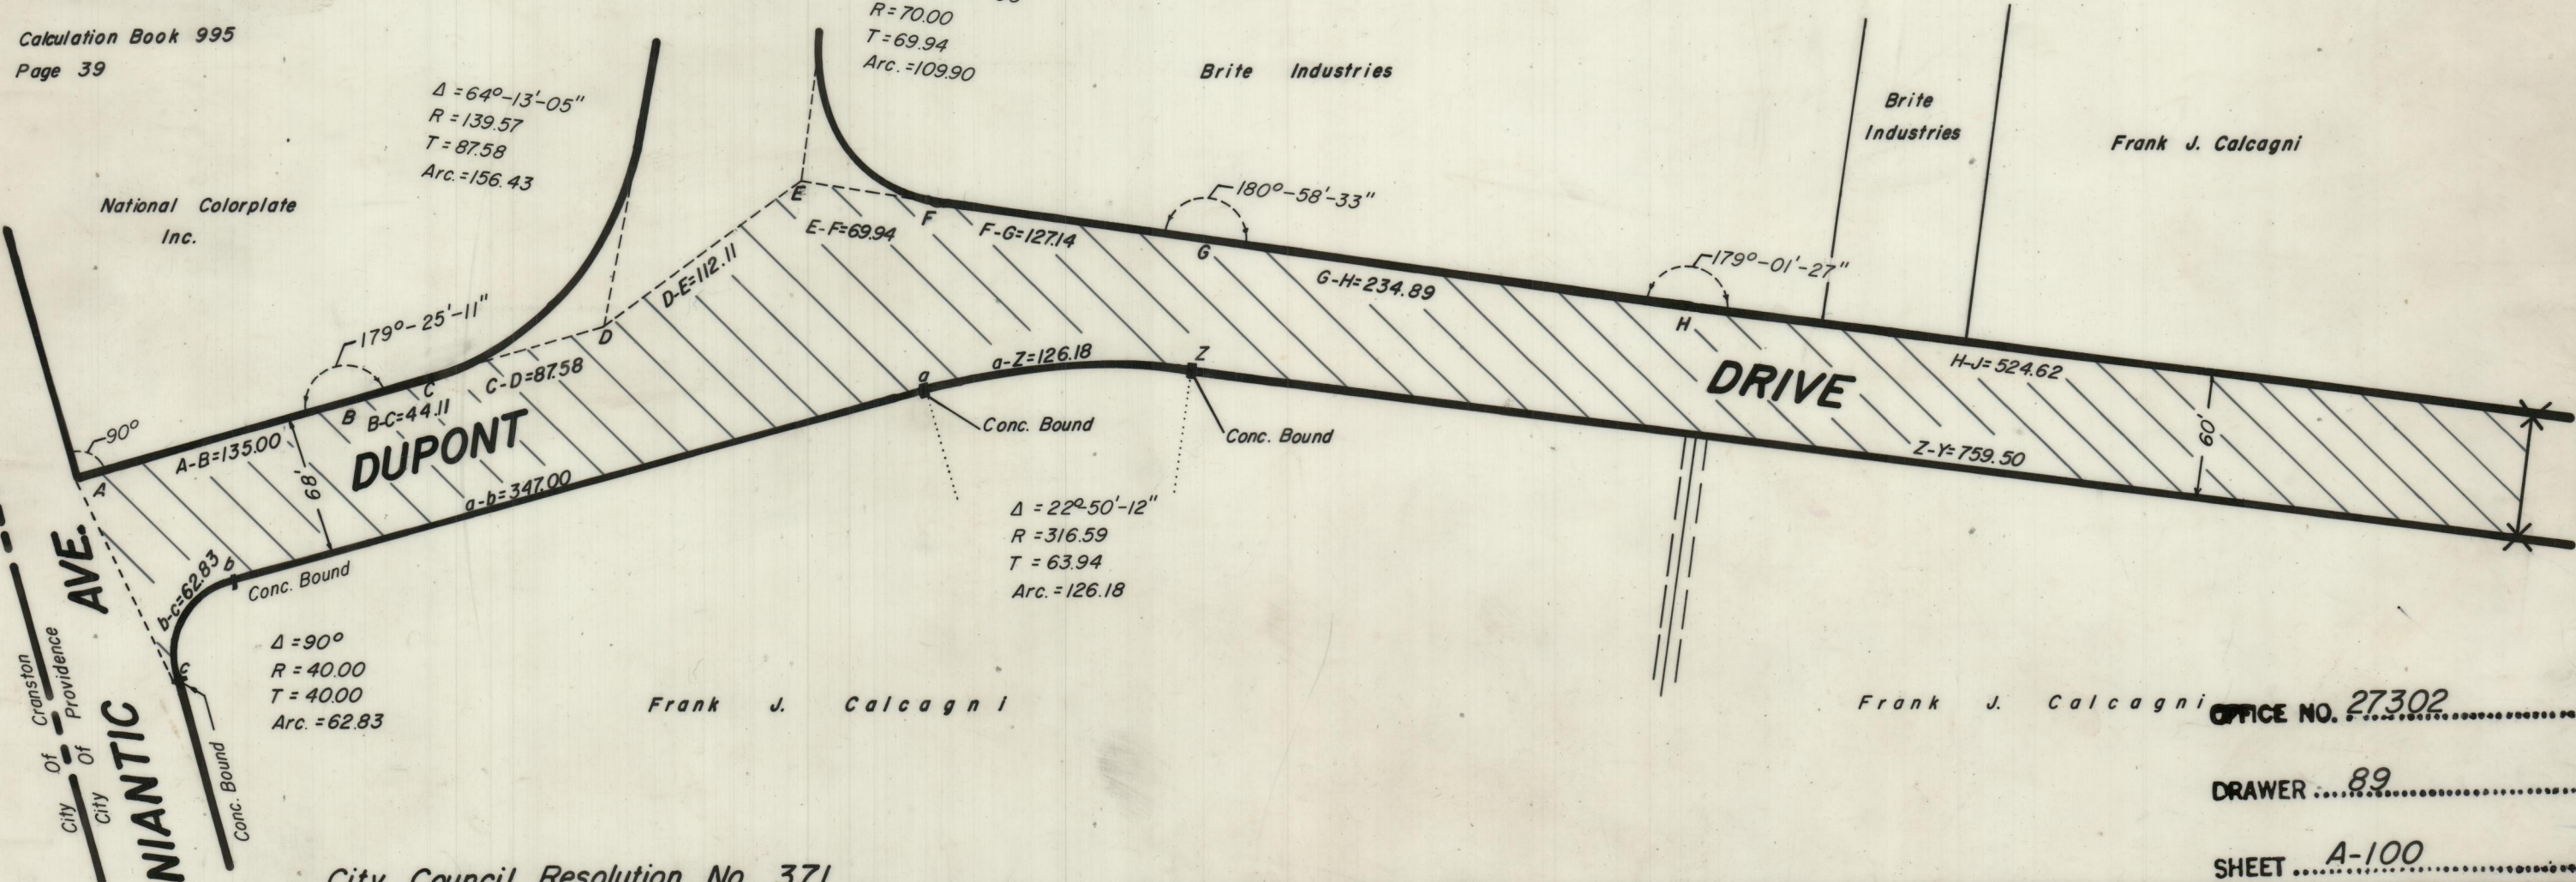 Calculation Book 995
Page 39
National Colorplate
Inc.
Δ = 64°-13'-05"
R = 139.57
T = 87.58
Arc. = 156.43
R = 70.00
T = 69.94
Arc. = 109.90
Brite Industries
Brite
Industries
Frank J. Calcagni
90°
179°-25'-11"
180°-58'-33"
179°-01'-27"
A
B
C
D
E
F
G
H
A-B=135.00
B-C=44.11
C-D=87.58
D-E=112.11
E-F=69.94
F-G=127.14
G-H=234.89
H-J=524.62
DUPONT
DRIVE
68'
60'
a-b=347.00
a
a-Z=126.18
Z
Z-Y=759.50
b-c=62.83
b
c
Conc. Bound
Conc. Bound
Conc. Bound
Conc. Bound
Δ = 22°-50'-12"
R = 316.59
T = 63.94
Arc. = 126.18
Δ = 90°
R = 40.00
T = 40.00
Arc. = 62.83
NIANTIC AVE.
City Of Cranston
City Of Providence
Frank J. Calcagni
Frank J. Calcagni
OFFICE NO. 27302
DRAWER 89
SHEET A-100
City Council Resolution No. 371